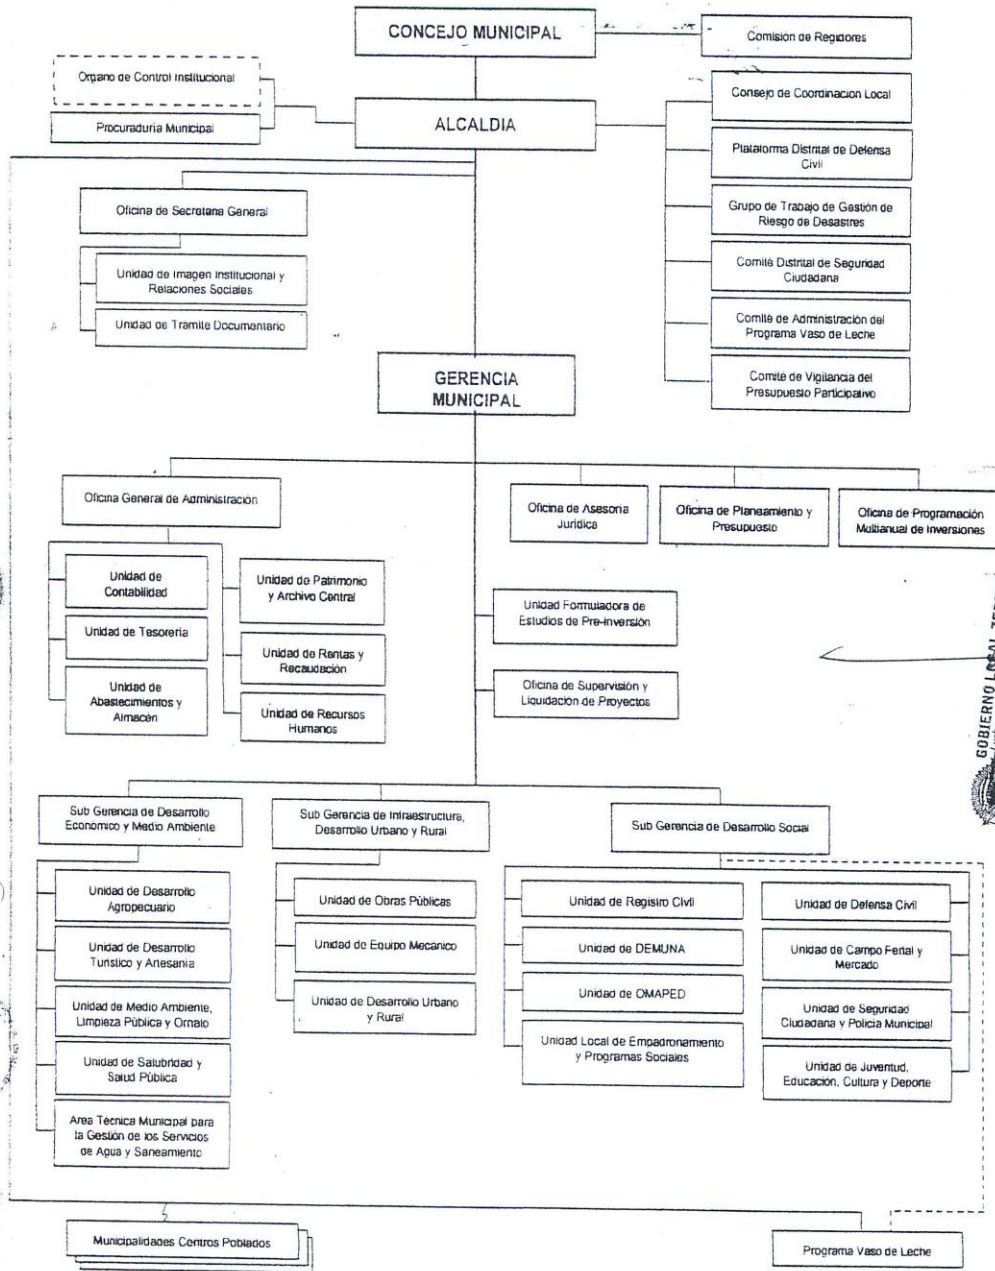 CONCEJO MUNICIPAL
Comisión de Regidores
Organo de Control Institucional
Procuraduria Municipal
ALCALDIA
Consejo de Coordinacion Local
Plataforma Distrital de Defensa
Civil
Grupo de Trabajo de Gestión de
Riesgo de Desastres
Comité Distrital de Seguridad
Ciudadana
Comité de Administración del
Programa Vaso de Leche
Comité de Vigilancia del
Presupuesto Participativo
Oficina de Secretaria General
Unidad de Imagen Institucional y
Relaciones Sociales
Unidad de Tramite Documentario
GERENCIA
MUNICIPAL
Oficina General de Administración
Oficina de Asesoria
Juridica
Oficina de Planeamiento y
Presupuesto
Oficina de Programación
Multianual de Inversiones
Unidad de
Contabilidad
Unidad de Tesoreria
Unidad de
Abastecimientos y
Almacén
Unidad de Patrimonio
y Archivo Central
Unidad de Rentas y
Recaudación
Unidad de Recursos
Humanos
Unidad Formuladora de
Estudios de Pre-inversión
Oficina de Supervisión y
Liquidación de Proyectos
GOBIERNO LOCAL
Sub Gerencia de Desarrollo
Económico y Medio Ambiente
Sub Gerencia de Infraestructura,
Desarrollo Urbano y Rural
Sub Gerencia de Desarrollo Social
Unidad de Desarrollo
Agropecuario
Unidad de Desarrollo
Turistico y Artesania
Unidad de Medio Ambiente,
Limpieza Pública y Ornato
Unidad de Salubridad y
Salud Pública
Area Técnica Municipal para
la Gestión de los Servicios
de Agua y Saneamiento
Unidad de Obras Públicas
Unidad de Equipo Mecanico
Unidad de Desarrollo Urbano
y Rural
Unidad de Registro Civil
Unidad de DEMUNA
Unidad de OMAPED
Unidad Local de Empadronamiento
y Programas Sociales
Unidad de Defensa Civil
Unidad de Campo Ferial y
Mercado
Unidad de Seguridad
Ciudadana y Policia Municipal
Unidad de Juventud,
Educación, Cultura y Deporte
Municipalidades Centros Poblados
Programa Vaso de Leche